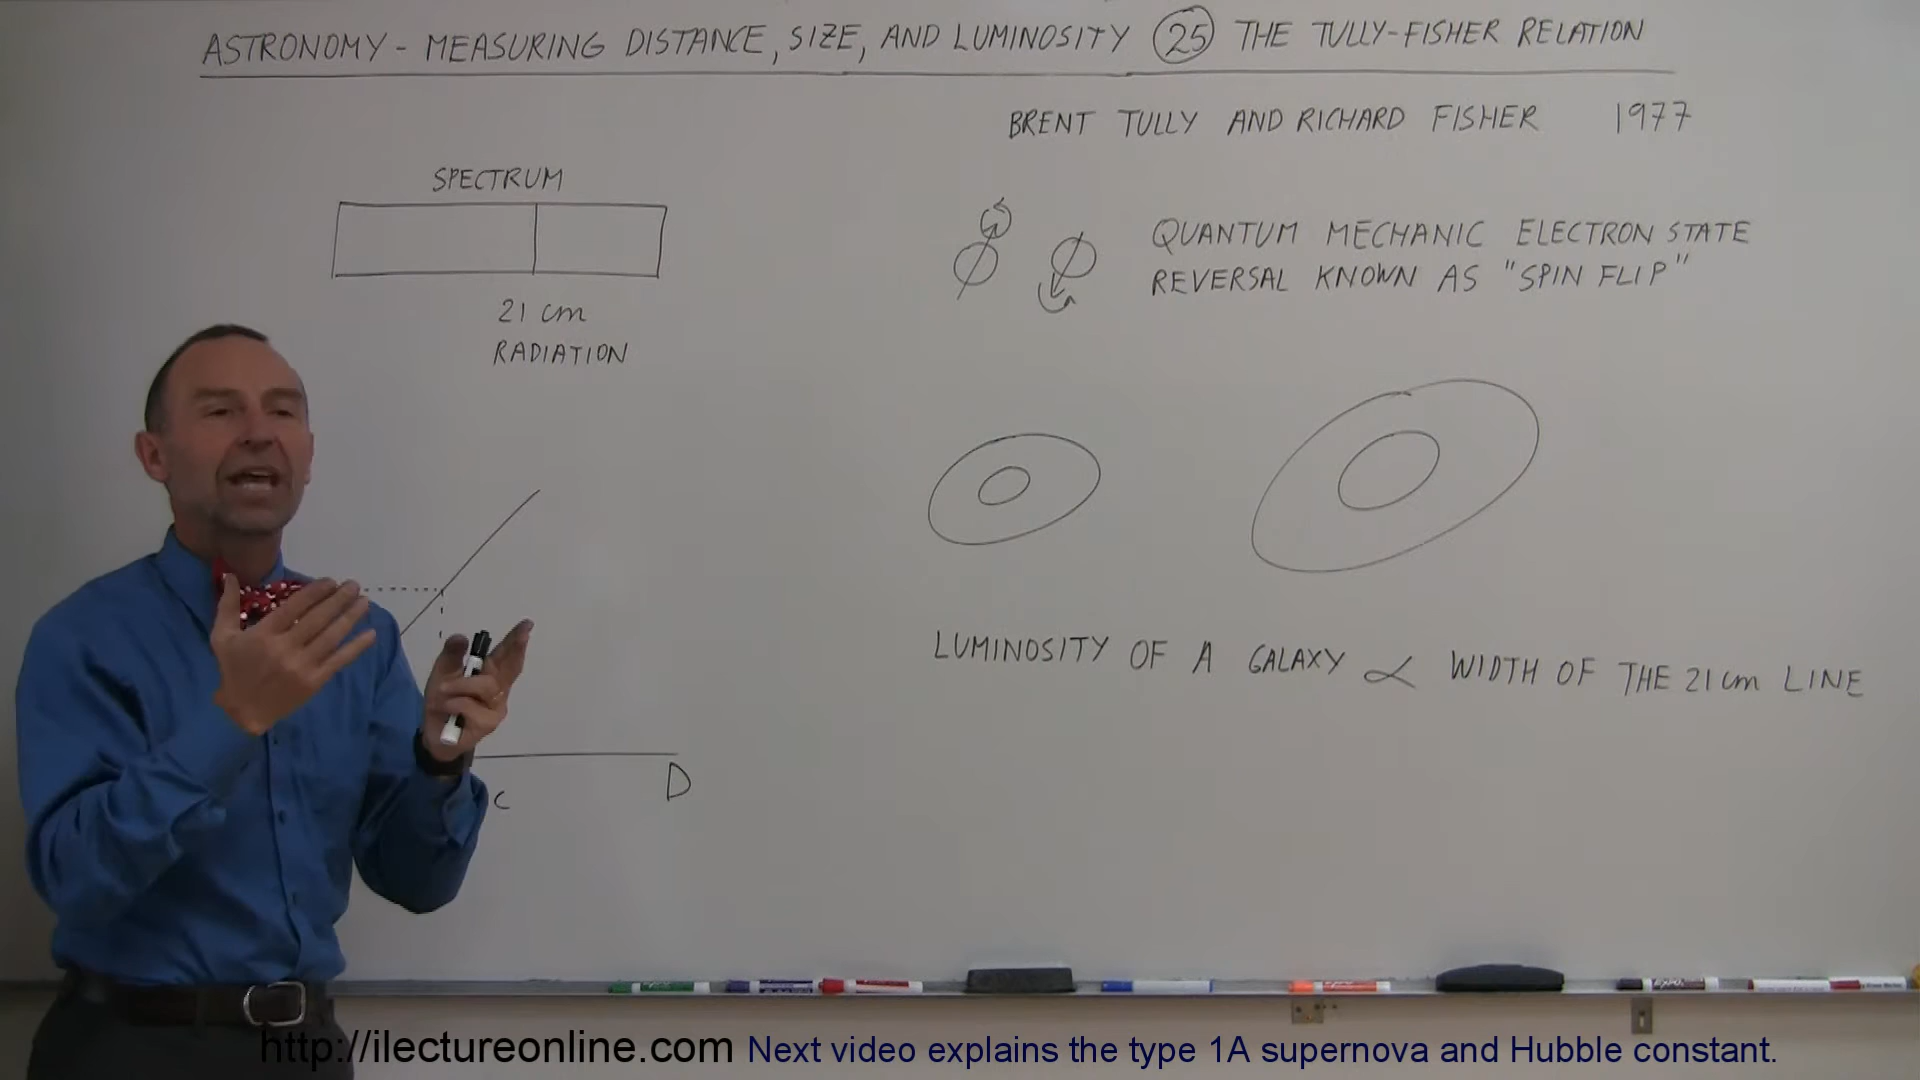 ASTRONOMY - MEASURING DISTANCE, SIZE, AND LUMINOSITY 25 THE TULLY-FISHER RELATION
BRENT TULLY AND RICHARD FISHER 1977
SPECTRUM
QUANTUM MECHANIC ELECTRON STATE
REVERSAL KNOWN AS "SPIN FLIP"
21 cm
RADIATION
LUMINOSITY OF A GALAXY ∝ WIDTH OF THE 21 cm LINE
C
D
http://ilectureonline.com Next video explains the type 1A supernova and Hubble constant.